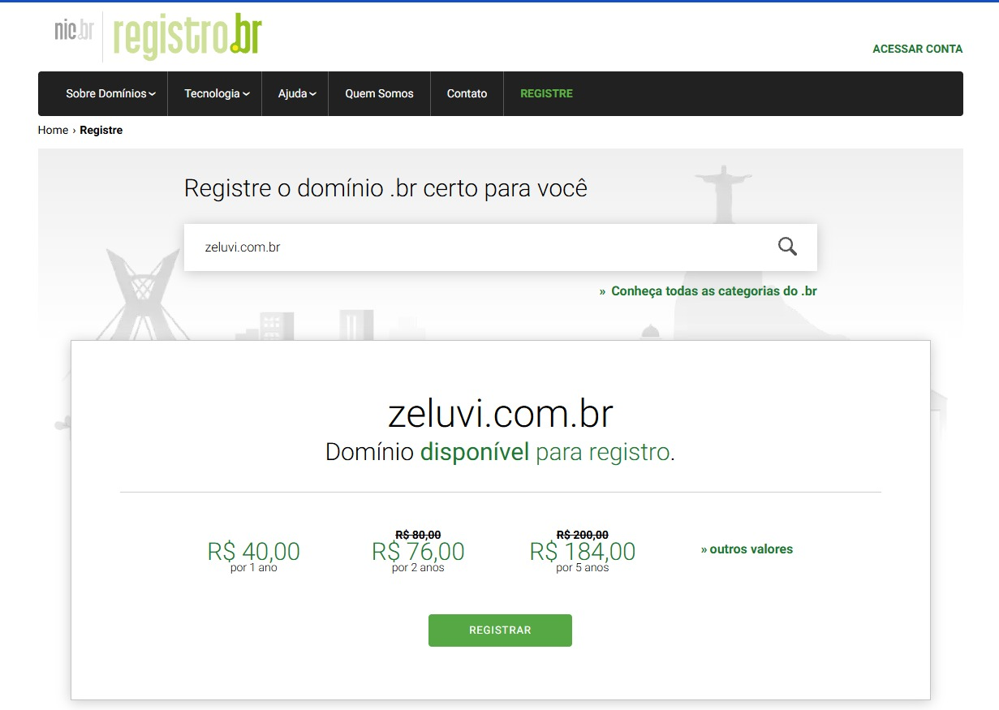 nic.br registro.br
ACESSAR CONTA
Sobre Domínios Tecnologia Ajuda Quem Somos Contato REGISTRE
Home › Registre
Registre o domínio .br certo para você
zeluvi.com.br
» Conheça todas as categorias do .br
zeluvi.com.br
Domínio disponível para registro.
R$ 80,00 R$ 200,00
R$ 40,00 R$ 76,00 R$ 184,00 » outros valores
por 1 ano por 2 anos por 5 anos
REGISTRAR